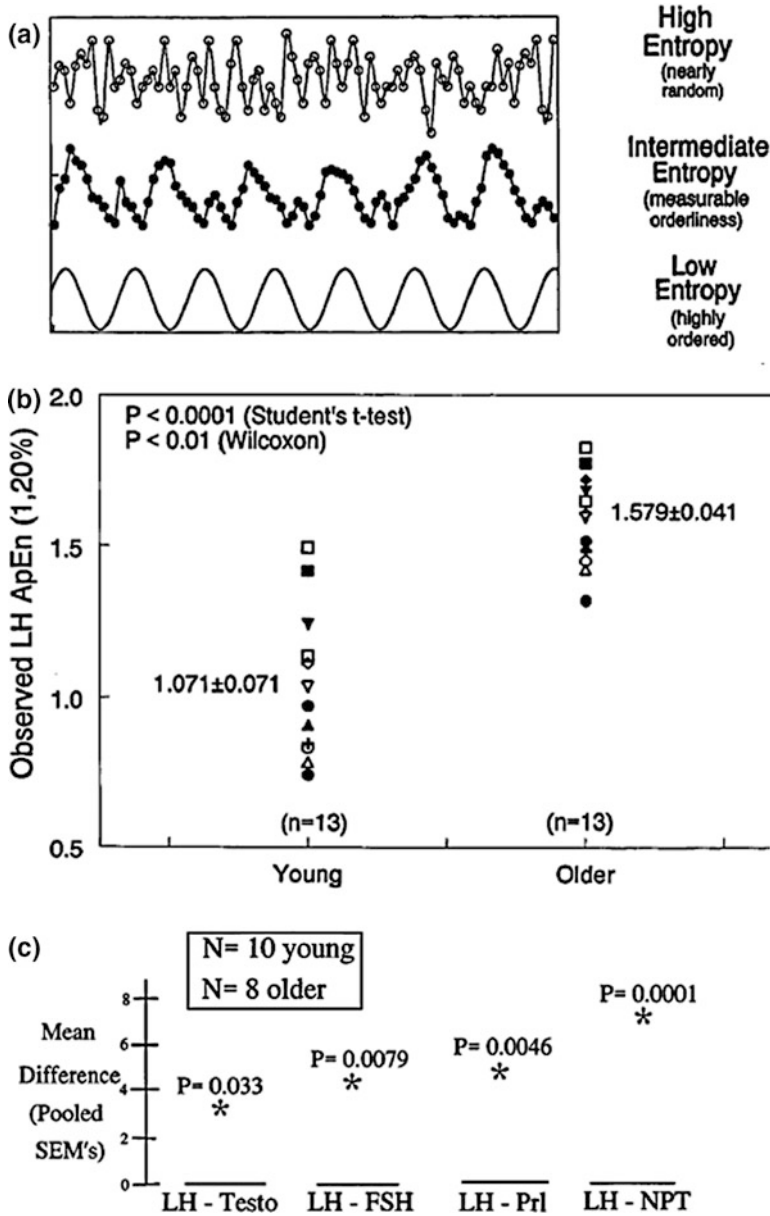 (a)
High
Entropy
(nearly
random)
Intermediate
Entropy
(measurable
orderliness)
Low
Entropy
(highly
ordered)
(b)
P < 0.0001 (Student's t-test)
P < 0.01 (Wilcoxon)
Observed LH ApEn (1,20%)
2.0
1.5
1.0
0.5
1.071±0.071
1.579±0.041
(n=13)
(n=13)
Young
Older
(c)
N= 10 young
N= 8 older
Mean
Difference
(Pooled
SEM's)
8
6
4
2
0
P= 0.033
*
P= 0.0079
*
P= 0.0046
*
P= 0.0001
*
LH - Testo
LH - FSH
LH - Prl
LH - NPT